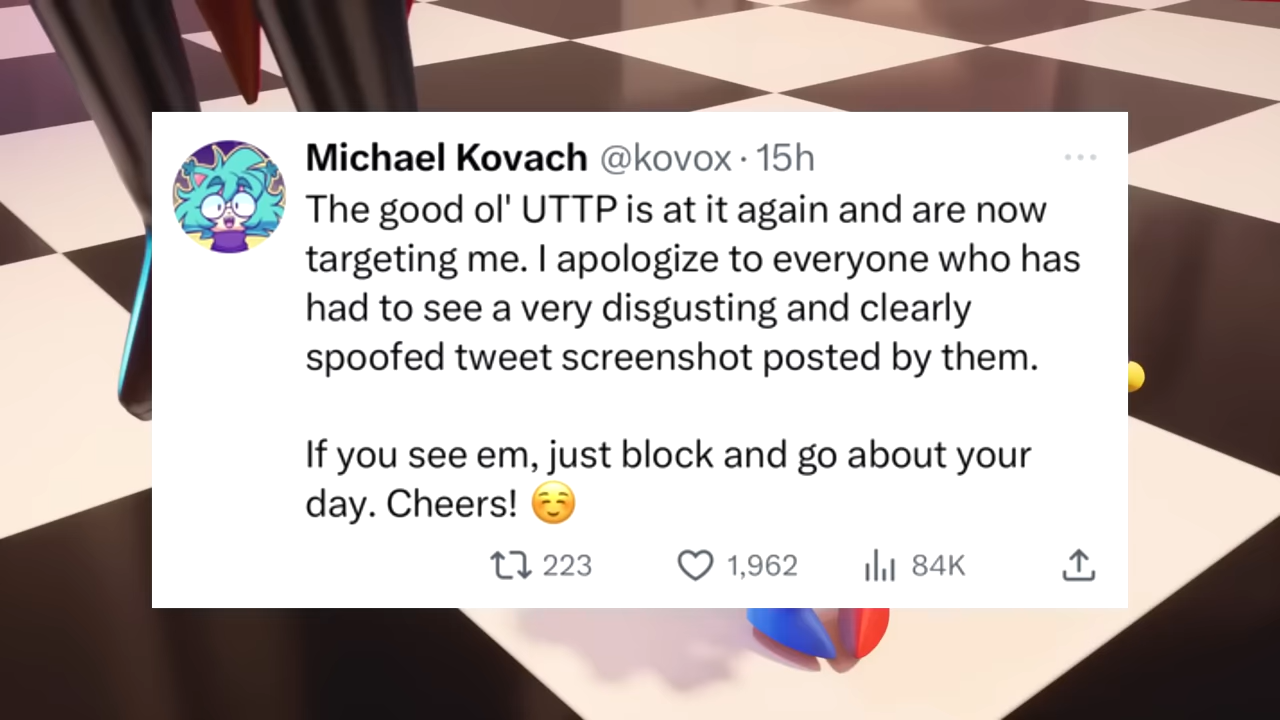 Michael Kovach @kovox · 15h
The good ol' UTTP is at it again and are now
targeting me. I apologize to everyone who has
had to see a very disgusting and clearly
spoofed tweet screenshot posted by them.
If you see em, just block and go about your
day. Cheers! ☺️
223 1,962 84K